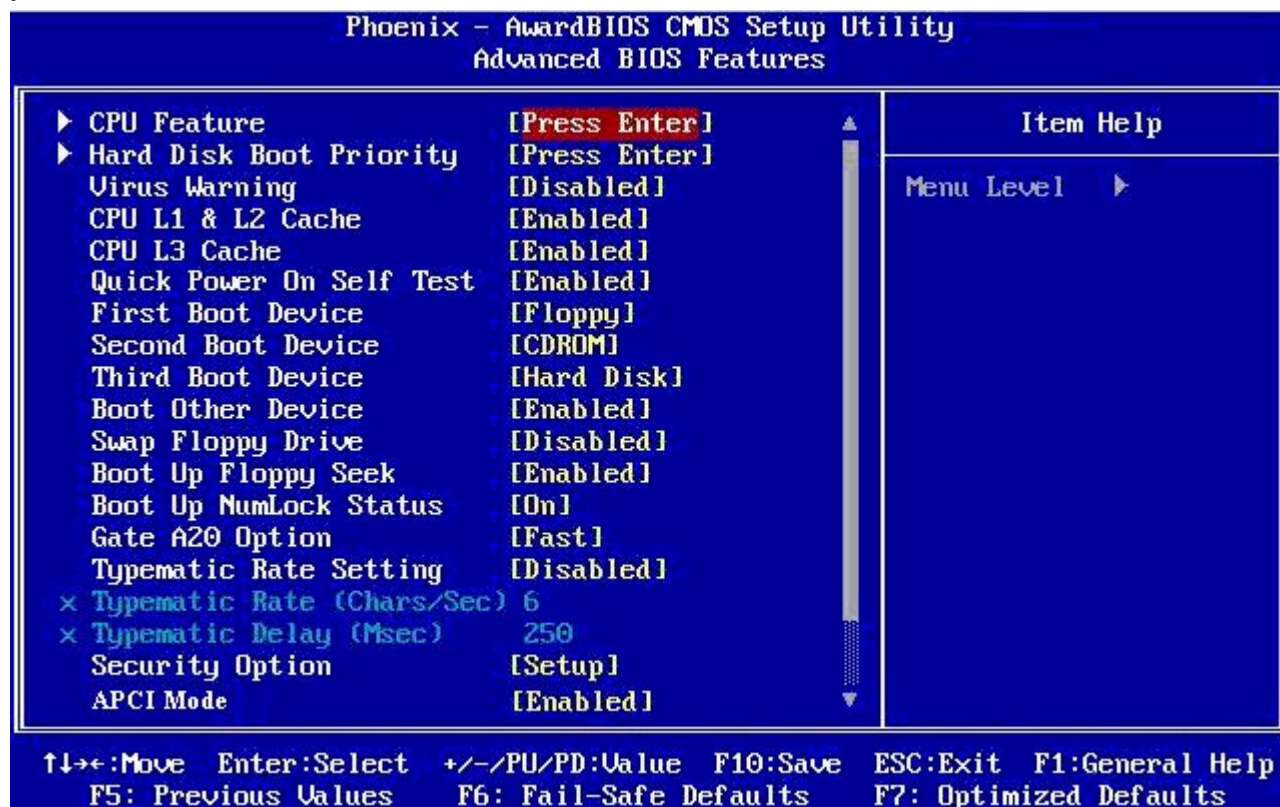 Phoenix - AwardBIOS CMOS Setup Utility
Advanced BIOS Features
CPU Feature [Press Enter]
Hard Disk Boot Priority [Press Enter]
Virus Warning [Disabled]
CPU L1 & L2 Cache [Enabled]
CPU L3 Cache [Enabled]
Quick Power On Self Test [Enabled]
First Boot Device [Floppy]
Second Boot Device [CDROM]
Third Boot Device [Hard Disk]
Boot Other Device [Enabled]
Swap Floppy Drive [Disabled]
Boot Up Floppy Seek [Enabled]
Boot Up NumLock Status [On]
Gate A20 Option [Fast]
Typematic Rate Setting [Disabled]
x Typematic Rate (Chars/Sec) 6
x Typematic Delay (Msec) 250
Security Option [Setup]
APCI Mode [Enabled]
Item Help
Menu Level
↑↓→←:Move Enter:Select +/-/PU/PD:Value F10:Save ESC:Exit F1:General Help
F5: Previous Values F6: Fail-Safe Defaults F7: Optimized Defaults